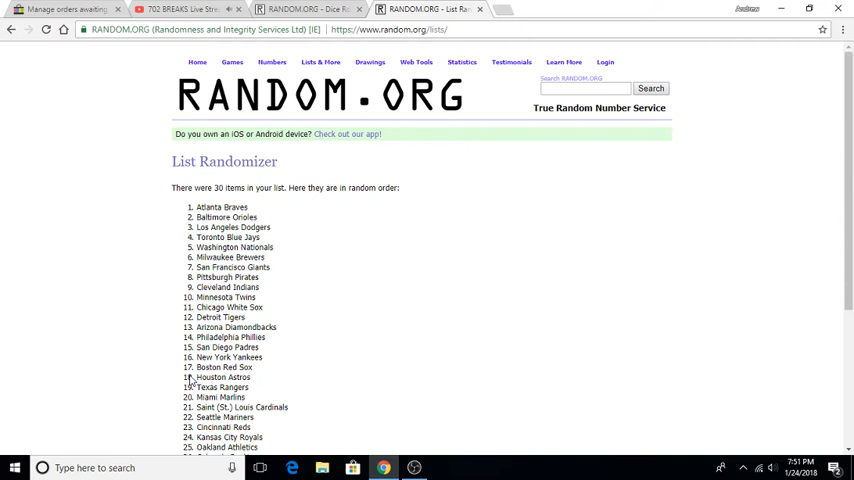 Manage orders awaiting
702 BREAKS Live Stre
RANDOM.ORG - Dice Ro
RANDOM.ORG - List Ran
Andrew
RANDOM.ORG (Randomness and Integrity Services Ltd) [IE]
https://www.random.org/lists/
Home Games Numbers Lists & More Drawings Web Tools Statistics Testimonials Learn More Login
RANDOM.ORG
Search RANDOM.ORG
Search
True Random Number Service
Do you own an iOS or Android device? Check out our app!
List Randomizer
There were 30 items in your list. Here they are in random order:
1. Atlanta Braves
2. Baltimore Orioles
3. Los Angeles Dodgers
4. Toronto Blue Jays
5. Washington Nationals
6. Milwaukee Brewers
7. San Francisco Giants
8. Pittsburgh Pirates
9. Cleveland Indians
10. Minnesota Twins
11. Chicago White Sox
12. Detroit Tigers
13. Arizona Diamondbacks
14. Philadelphia Phillies
15. San Diego Padres
16. New York Yankees
17. Boston Red Sox
18. Houston Astros
19. Texas Rangers
20. Miami Marlins
21. Saint (St.) Louis Cardinals
22. Seattle Mariners
23. Cincinnati Reds
24. Kansas City Royals
25. Oakland Athletics
Type here to search
7:51 PM
1/24/2018
2